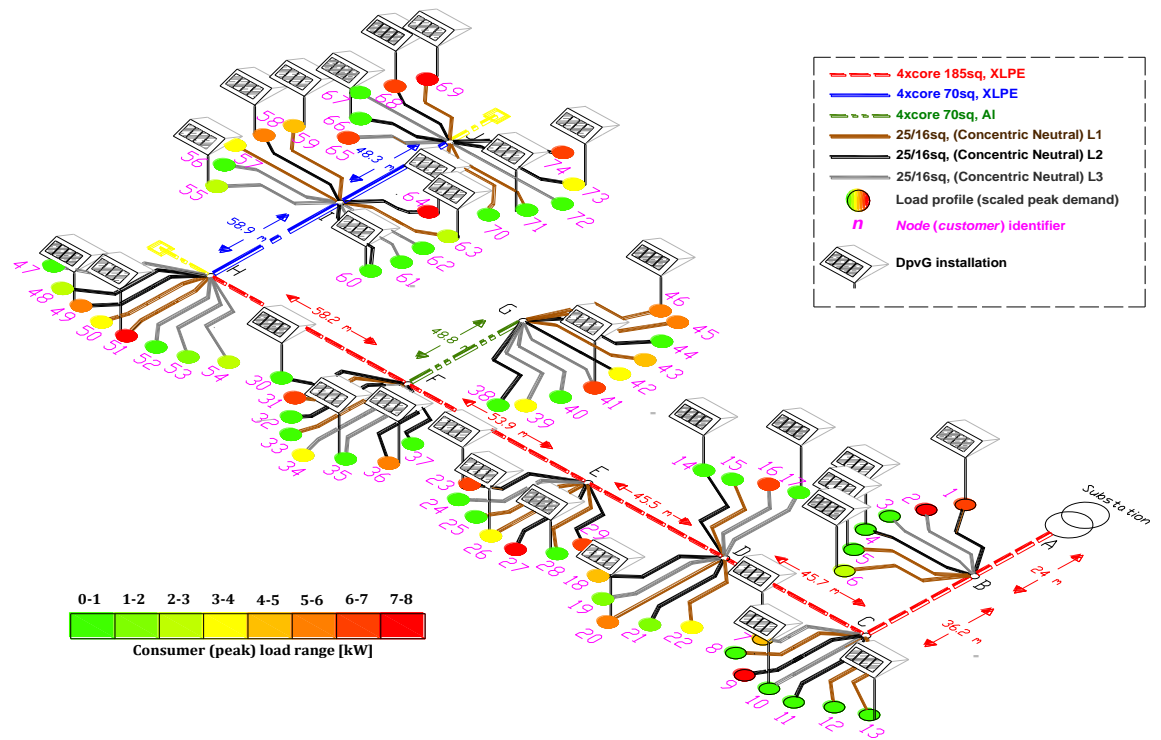 4xcore 185sq, XLPE
4xcore 70sq, XLPE
4xcore 70sq, Al
25/16sq, (Concentric Neutral) L1
25/16sq, (Concentric Neutral) L2
25/16sq, (Concentric Neutral) L3
Load profile (scaled peak demand)
n Node (customer) identifier
DpvG installation
69
68
67
66
65
48.3 m
74
73
72
71
70
58
59
57
56
55
64
63
62
61
60
58.9 m
H
47
48
49
50
51
52
53
54
58.2 m
G
48.8
46
45
44
43
42
41
40
39
38
F
30
31
32
33
34
35
36
37
53.9 m
E
23
24
25
26
27
28
29
45.5 m
14
15
16
17
D
18
19
20
21
22
45.7 m
1
2
3
4
5
6
Substation
A
24 m
B
36.2 m
C
7
8
9
10
11
12
13
0-1 1-2 2-3 3-4 4-5 5-6 6-7 7-8
Consumer (peak) load range [kW]